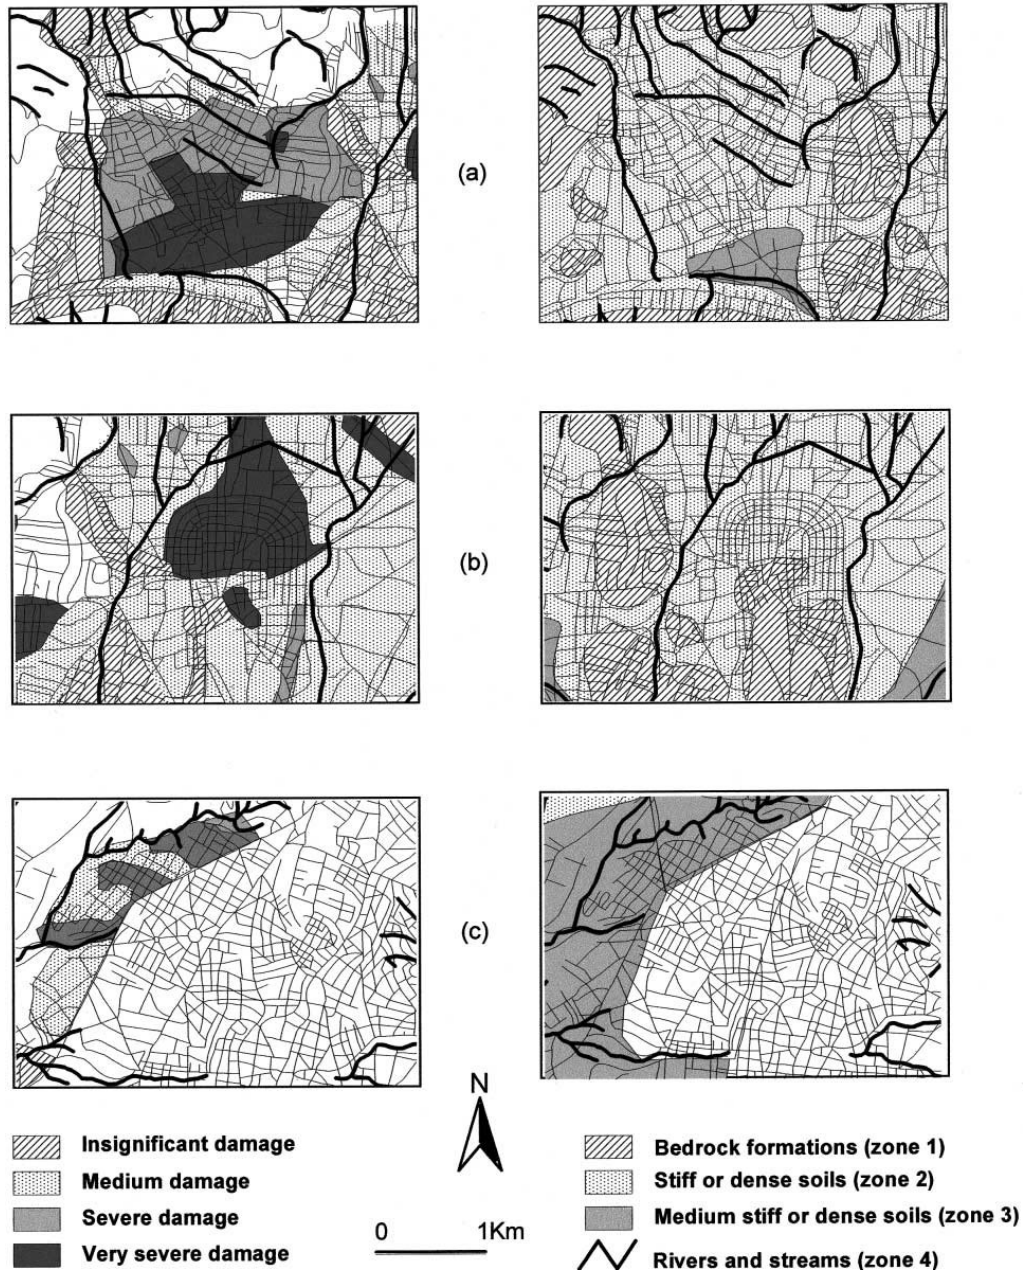 (a)
(b)
(c)
N
Insignificant damage
Medium damage
Severe damage
Very severe damage
0 1Km
Bedrock formations (zone 1)
Stiff or dense soils (zone 2)
Medium stiff or dense soils (zone 3)
Rivers and streams (zone 4)